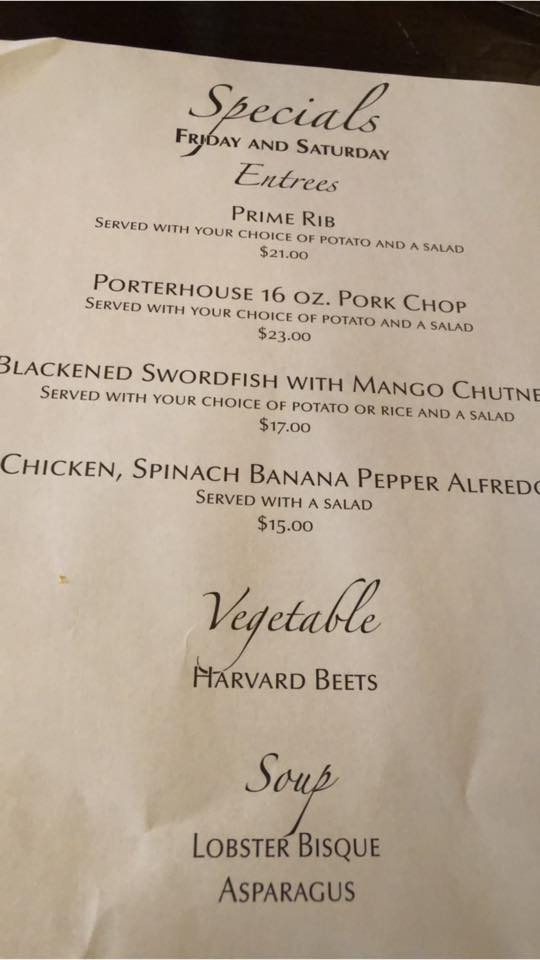 Specials
FRIDAY AND SATURDAY
Entrees
PRIME RIB
SERVED WITH YOUR CHOICE OF POTATO AND A SALAD
$21.00
PORTERHOUSE 16 OZ. PORK CHOP
SERVED WITH YOUR CHOICE OF POTATO AND A SALAD
$23.00
BLACKENED SWORDFISH WITH MANGO CHUTNE
SERVED WITH YOUR CHOICE OF POTATO OR RICE AND A SALAD
$17.00
CHICKEN, SPINACH BANANA PEPPER ALFREDO
SERVED WITH A SALAD
$15.00
Vegetable
HARVARD BEETS
Soup
LOBSTER BISQUE
ASPARAGUS